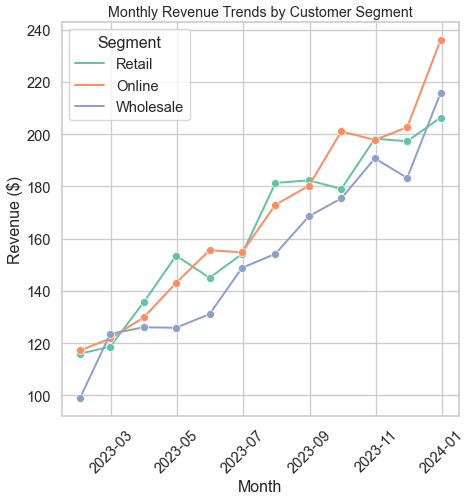 Monthly Revenue Trends by Customer Segment
Segment
Retail
Online
Wholesale
Revenue ($)
240
220
200
180
160
140
120
100
2023-03
2023-05
2023-07
2023-09
2023-11
2024-01
Month